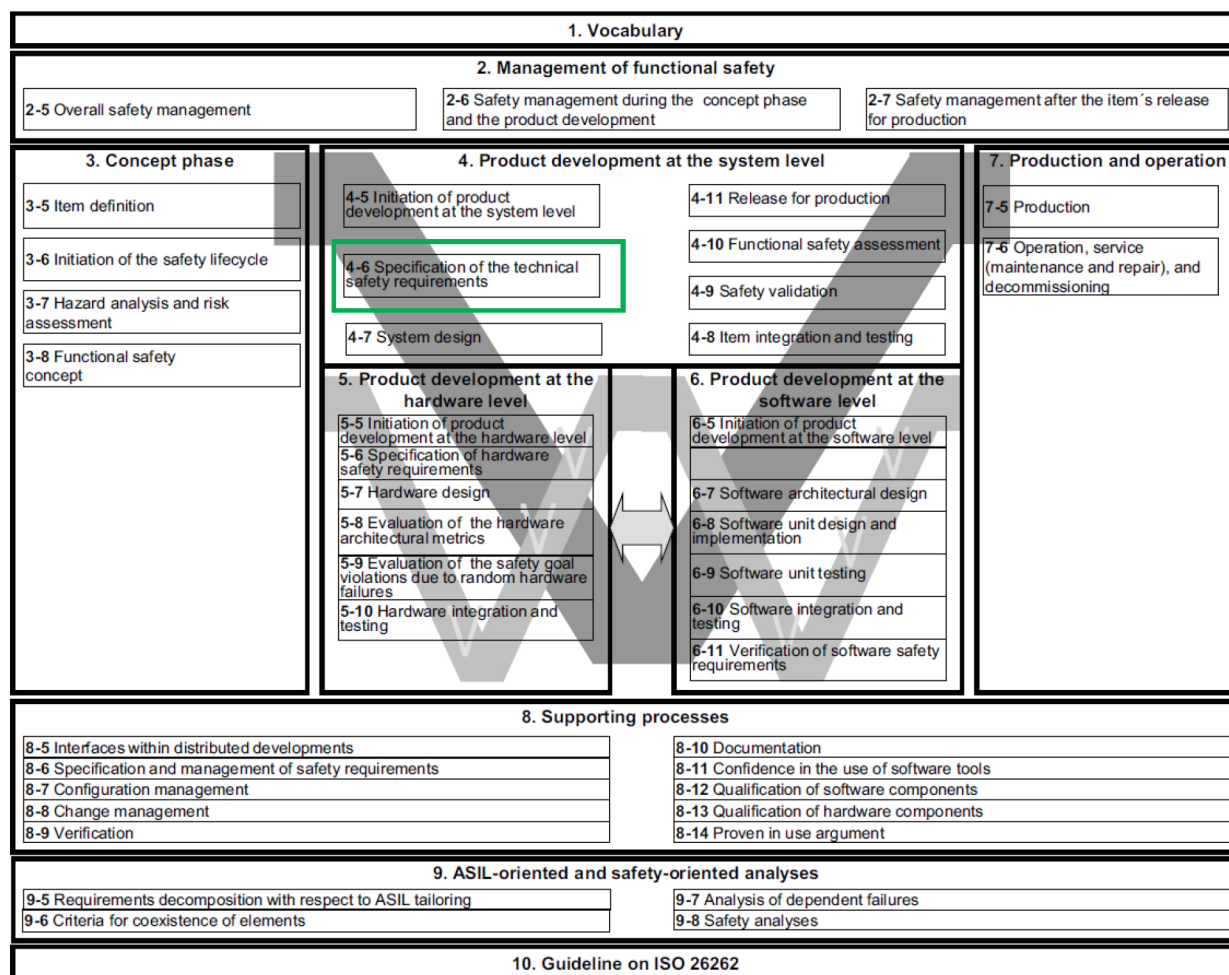 1. Vocabulary
2. Management of functional safety
2-5 Overall safety management
2-6 Safety management during the concept phase
and the product development
2-7 Safety management after the item´s release
for production
3. Concept phase
3-5 Item definition
3-6 Initiation of the safety lifecycle
3-7 Hazard analysis and risk
assessment
3-8 Functional safety
concept
4. Product development at the system level
4-5 Initiation of product
development at the system level
4-6 Specification of the technical
safety requirements
4-7 System design
4-11 Release for production
4-10 Functional safety assessment
4-9 Safety validation
4-8 Item integration and testing
7. Production and operation
7-5 Production
7-6 Operation, service
(maintenance and repair), and
decommissioning
5. Product development at the
hardware level
5-5 Initiation of product
development at the hardware level
5-6 Specification of hardware
safety requirements
5-7 Hardware design
5-8 Evaluation of the hardware
architectural metrics
5-9 Evaluation of the safety goal
violations due to random hardware
failures
5-10 Hardware integration and
testing
6. Product development at the
software level
6-5 Initiation of product
development at the software level
6-7 Software architectural design
6-8 Software unit design and
implementation
6-9 Software unit testing
6-10 Software integration and
testing
6-11 Verification of software safety
requirements
8. Supporting processes
8-5 Interfaces within distributed developments
8-6 Specification and management of safety requirements
8-7 Configuration management
8-8 Change management
8-9 Verification
8-10 Documentation
8-11 Confidence in the use of software tools
8-12 Qualification of software components
8-13 Qualification of hardware components
8-14 Proven in use argument
9. ASIL-oriented and safety-oriented analyses
9-5 Requirements decomposition with respect to ASIL tailoring
9-6 Criteria for coexistence of elements
9-7 Analysis of dependent failures
9-8 Safety analyses
10. Guideline on ISO 26262